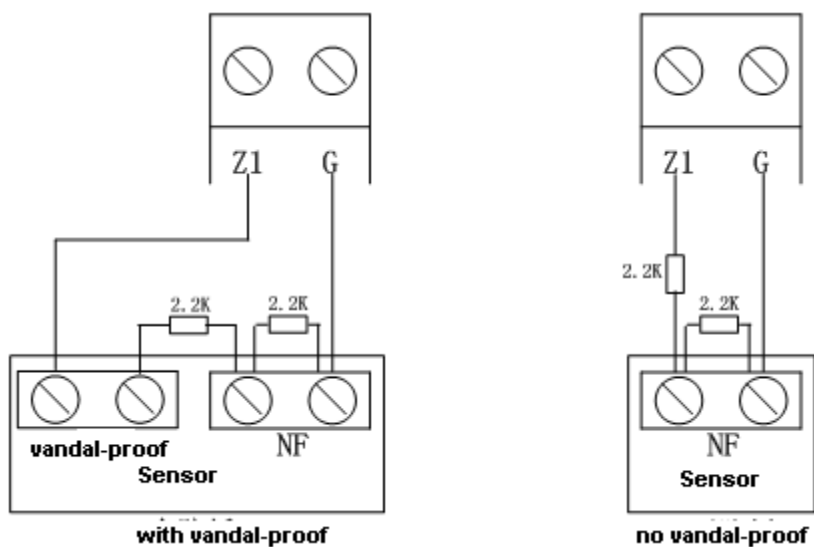 Z1 G
2.2K 2.2K
vandal-proof NF
Sensor
with vandal-proof
Z1 G
2.2K
2.2K
NF
Sensor
no vandal-proof